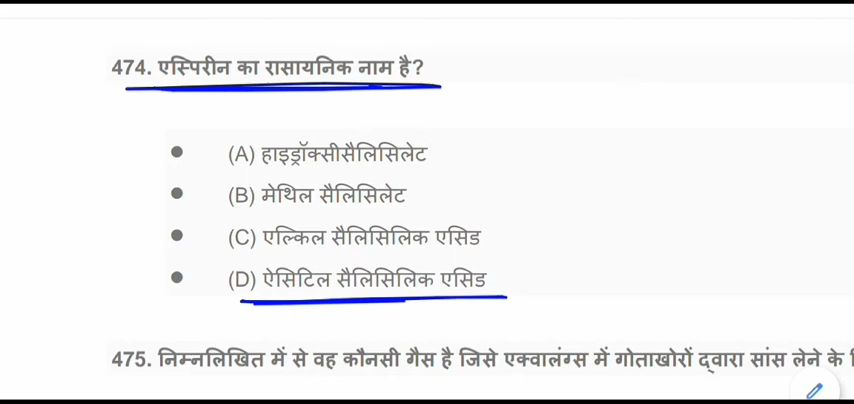 474. एस्पिरीन का रासायनिक नाम है?
(A) हाइड्रॉक्सीसैलिसिलेट
(B) मेथिल सैलिसिलेट
(C) एल्किल सैलिसिलिक एसिड
(D) ऐसिटिल सैलिसिलिक एसिड
475. निम्नलिखित में से वह कौनसी गैस है जिसे एक्वालंग्स में गोताखोरों द्वारा सांस लेने के